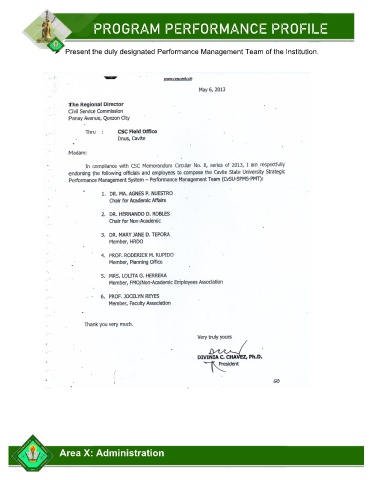 PROGRAM PERFORMANCE PROFILE
Present the duly designated Performance Management Team of the Institution.
www.cvsu.edu.ph
May 6, 2013
The Regional Director
Civil Service Commission
Panay Avenue, Quezon City
Thru : CSC Field Office
Imus, Cavite
Madam:
In compliance with CSC Memorandum Circular No. 8, series of 2013, I am respectfully
endorsing the following officials and employees to compose the Cavite State University Strategic
Performance Management System – Performance Management Team (CvSU-SPMS-PMT):
1. DR. MA. AGNES P. NUESTRO
Chair for Academic Affairs
2. DR. HERNANDO D. ROBLES
Chair for Non-Academic
3. DR. MARY JANE D. TEPORA
Member, HRDO
4. PROF. RODERICK M. RUPIDO
Member, Planning Office
5. MRS. LOLITA G. HERRERA
Member, FMO/Non-Academic Employees Association
6. PROF. JOCELYN REYES
Member, Faculty Association
Thank you very much.
Very truly yours
DIVINIA C. CHAVEZ, Ph.D.
President
Area X: Administration